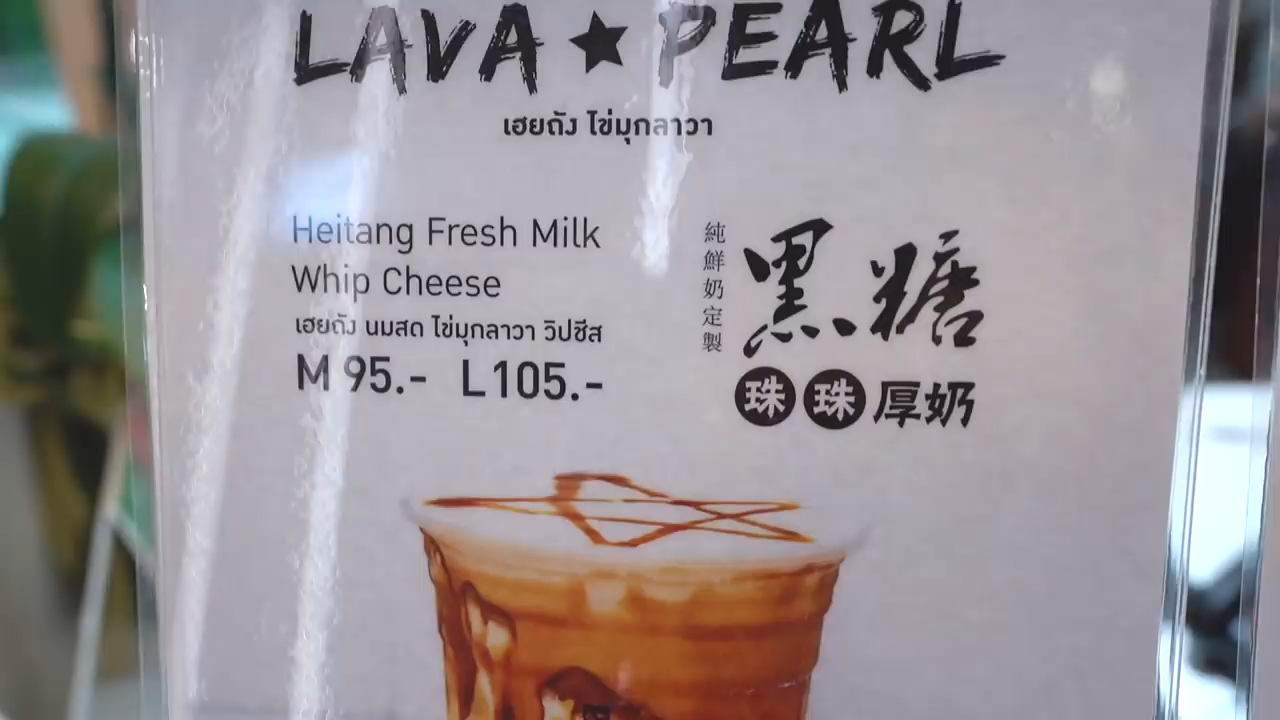 LAVA★PEARL
เฮยถัง ไข่มุกลาวา
Heitang Fresh Milk
Whip Cheese
เฮยถัง นมสด ไข่มุกลาวา วิปชีส
M 95.- L 105.-
純鮮奶定製
黑糖
珠珠厚奶